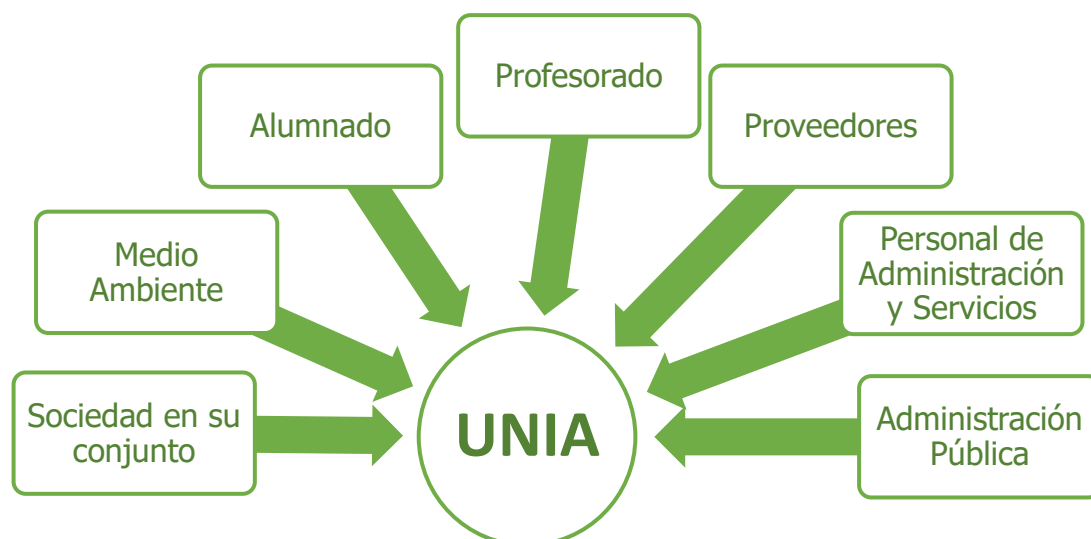 Profesorado
Alumnado
Proveedores
Medio
Ambiente
Personal de
Administración
y Servicios
Sociedad en su
conjunto
UNIA
Administración
Pública